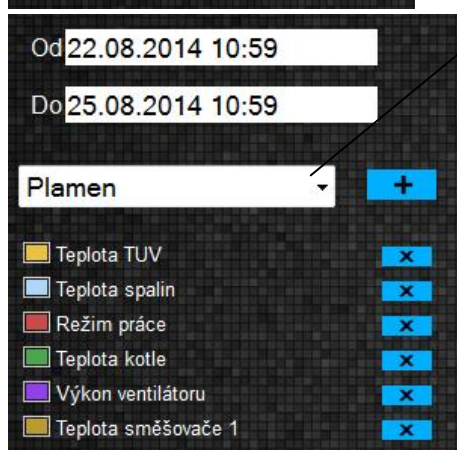 Od 22.08.2014 10:59
Do 25.08.2014 10:59
Plamen +
Teplota TUV x
Teplota spalin x
Režim práce x
Teplota kotle x
Výkon ventilátoru x
Teplota směšovače 1 x